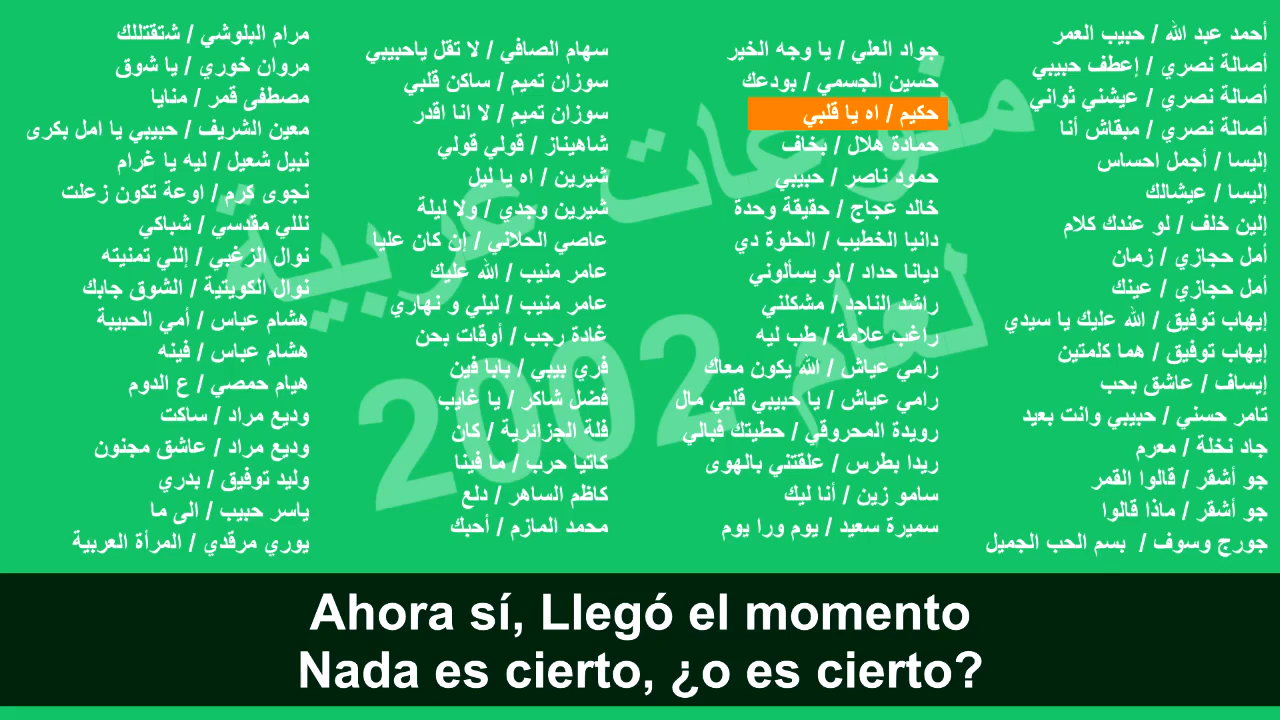 أحمد عبد الله / حبيب العمر
أصالة نصري / إعطف حبيبي
أصالة نصري / عيشني ثواني
أصالة نصري / مبقاش أنا
إليسا / أجمل احساس
إليسا / عيشالك
إلين خلف / لو عندك كلام
أمل حجازي / زمان
أمل حجازي / عينك
إيهاب توفيق / الله عليك يا سيدي
إيهاب توفيق / هما كلمتين
إيساف / عاشق بحب
تامر حسني / حبيبي وانت بعيد
جاد نخلة / معرم
جو أشقر / قالوا القمر
جو أشقر / ماذا قالوا
جورج وسوف / بسم الحب الجميل
جواد العلي / يا وجه الخير
حسين الجسمي / بودعك
حكيم / اه يا قلبي
حمادة هلال / بخاف
حمود ناصر / حبيبي
خالد عجاج / حقيقة وحدة
دانيا الخطيب / الحلوة دي
ديانا حداد / لو يسألوني
راشد الناجد / مشكلني
راغب علامة / طب ليه
رامي عياش / الله يكون معاك
رامي عياش / يا حبيبي قلبي مال
رويدة المحروقي / حطيتك فبالي
ريدا بطرس / علقتني بالهوى
سامو زين / أنا ليك
سميرة سعيد / يوم ورا يوم
سهام الصافي / لا تقل ياحبيبي
سوزان تميم / ساكن قلبي
سوزان تميم / لا انا اقدر
شاهيناز / قولي قولي
شيرين / اه يا ليل
شيرين وجدي / ولا ليلة
عاصي الحلاني / إن كان عليا
عامر منيب / الله عليك
عامر منيب / ليلي و نهاري
غادة رجب / أوقات بحن
فري بيبي / بابا فين
فضل شاكر / يا غايب
فلة الجزائرية / كان
كاتيا حرب / ما فينا
كاظم الساهر / دلع
محمد المازم / أحبك
مرام البلوشي / شتقتللك
مروان خوري / يا شوق
مصطفى قمر / منايا
معين الشريف / حبيبي يا امل بكرى
نبيل شعيل / ليه يا غرام
نجوى كرم / اوعة تكون زعلت
نللي مقدسي / شباكي
نوال الزغبي / إللي تمنيته
نوال الكويتية / الشوق جابك
هشام عباس / أمي الحبيبة
هشام عباس / فينه
هيام حمصي / ع الدوم
وديع مراد / ساكت
وديع مراد / عاشق مجنون
وليد توفيق / بدري
ياسر حبيب / الى ما
يوري مرقدي / المرأة العربية
منوعات عربية
لعام 2002
Ahora sí, Llegó el momento
Nada es cierto, ¿o es cierto?